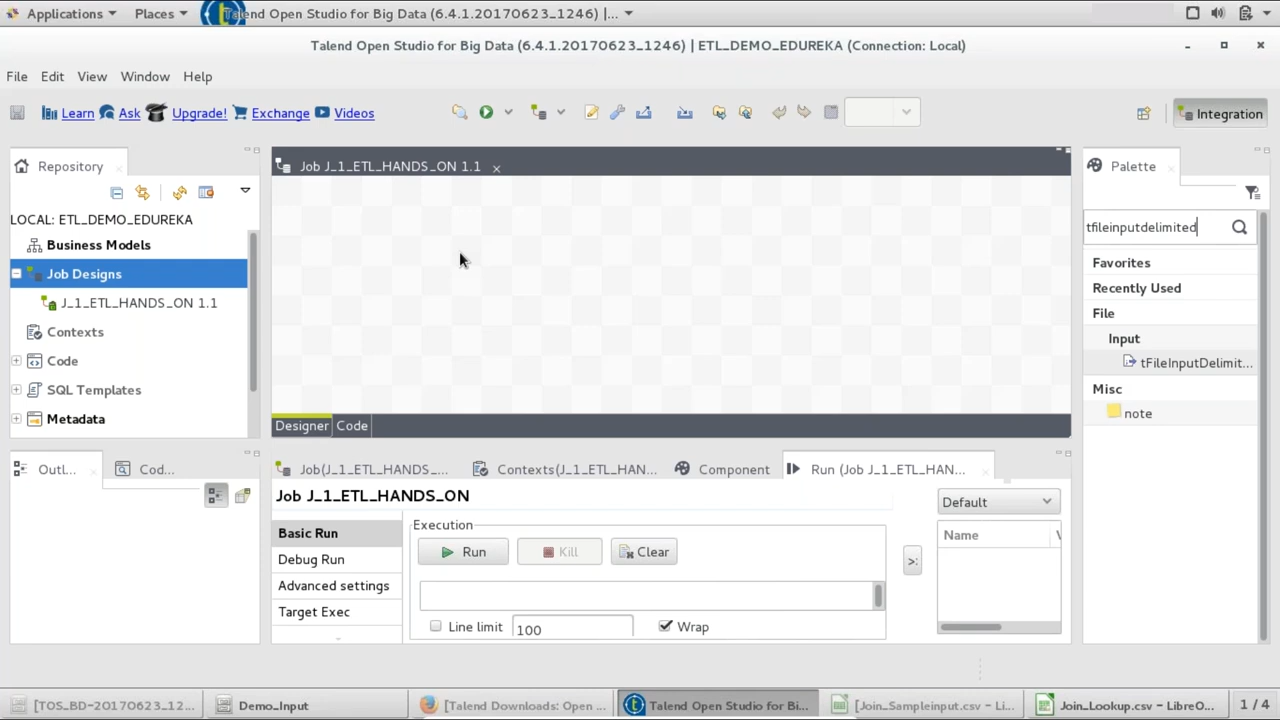 Applications Places Talend Open Studio for Big Data (6.4.1.20170623_1246) |...
Talend Open Studio for Big Data (6.4.1.20170623_1246) | ETL_DEMO_EDUREKA (Connection: Local)
File Edit View Window Help
Learn Ask Upgrade! Exchange Videos Integration
Repository
LOCAL: ETL_DEMO_EDUREKA
Business Models
Job Designs
J_1_ETL_HANDS_ON 1.1
Contexts
Code
SQL Templates
Metadata
Job J_1_ETL_HANDS_ON 1.1
Designer Code
Palette
tfileinputdelimited
Favorites
Recently Used
File
Input
tFileInputDelimit...
Misc
note
Outl... Cod...
Job(J_1_ETL_HANDS_... Contexts(J_1_ETL_HAN... Component Run (Job J_1_ETL_HAN...
Job J_1_ETL_HANDS_ON
Basic Run
Debug Run
Advanced settings
Target Exec
Execution
Run Kill Clear
Line limit 100 Wrap
Default
Name
[TOS_BD-20170623_12... Demo_Input [Talend Downloads: Open ... Talend Open Studio for Bi... [Join_Sampleinput.csv – Li... Join_Lookup.csv – LibreO... 1 / 4